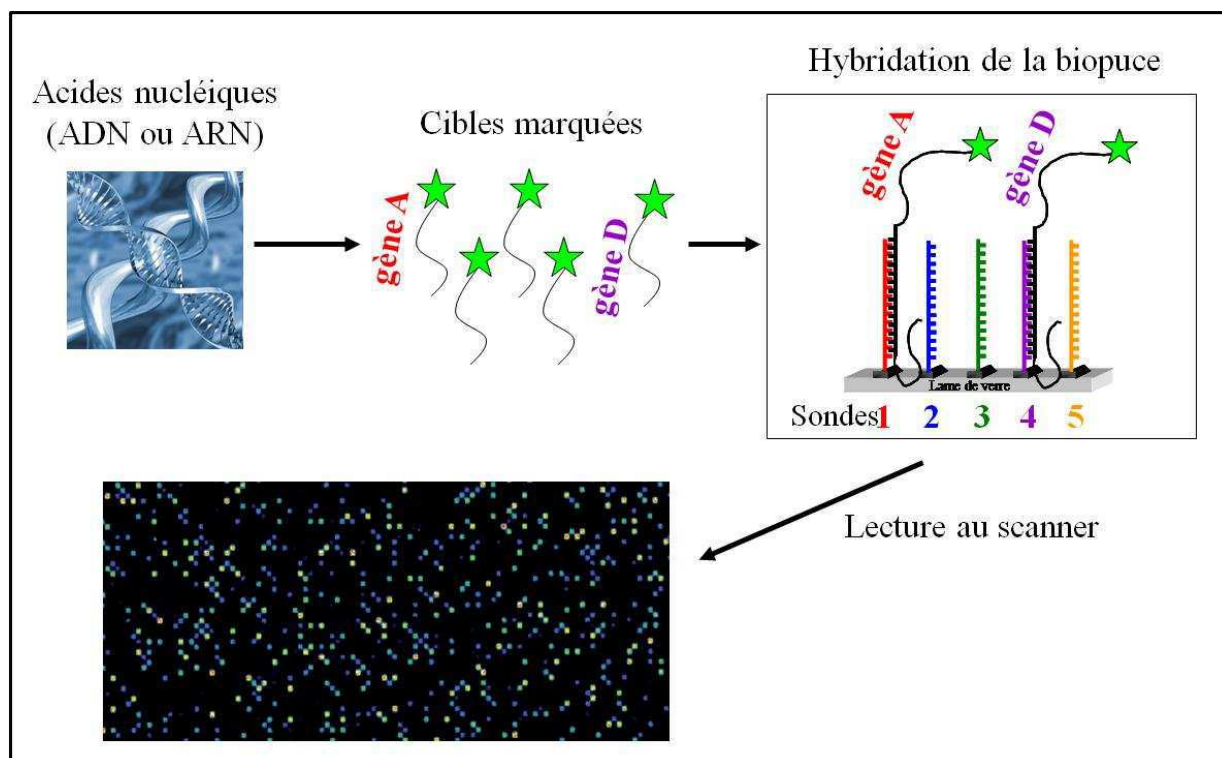 Acides nucléiques
(ADN ou ARN)
Cibles marquées
gène A
gène D
Hybridation de la biopuce
gène A
gène D
Lame de verre
Sondes 1 2 3 4 5
Lecture au scanner